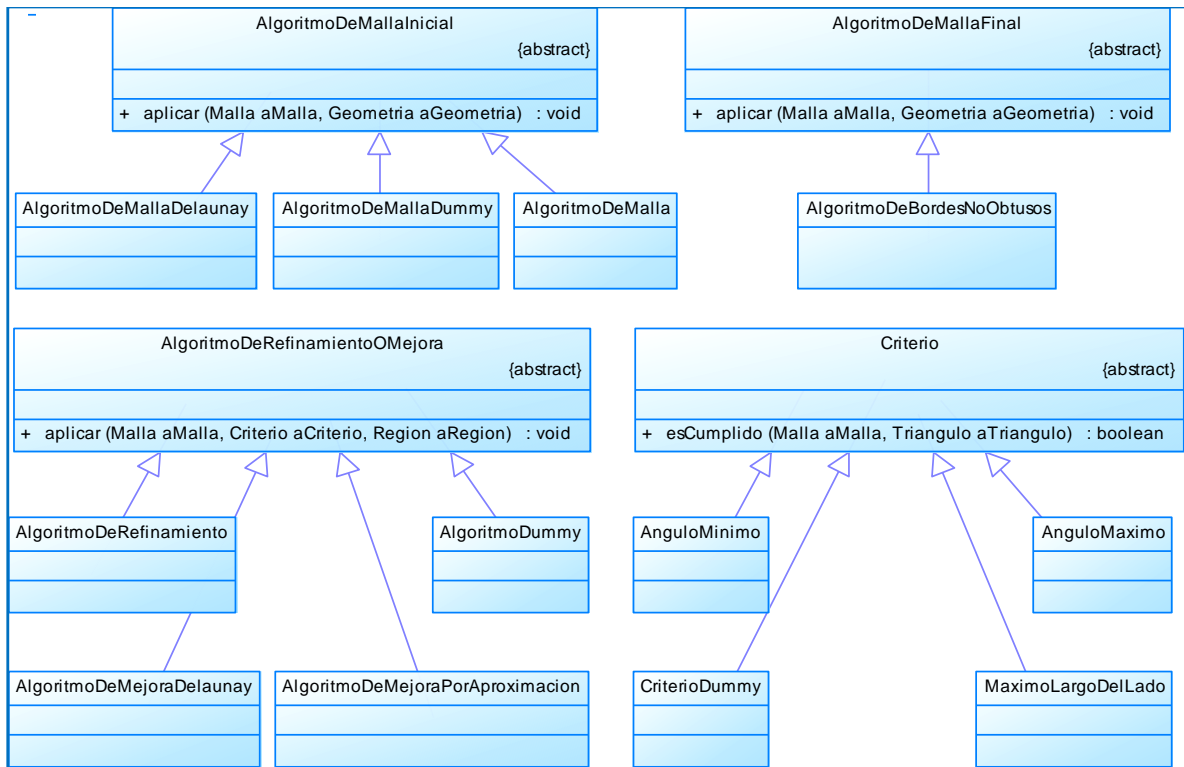 AlgoritmoDeMallaInicial
{abstract}
+ aplicar (Malla aMalla, Geometria aGeometria) : void
AlgoritmoDeMallaFinal
{abstract}
+ aplicar (Malla aMalla, Geometria aGeometria) : void
AlgoritmoDeMallaDelaunay
AlgoritmoDeMallaDummy
AlgoritmoDeMalla
AlgoritmoDeBordesNoObtusos
AlgoritmoDeRefinamientoOMejora
{abstract}
+ aplicar (Malla aMalla, Criterio aCriterio, Region aRegion) : void
Criterio
{abstract}
+ esCumplido (Malla aMalla, Triangulo aTriangulo) : boolean
AlgoritmoDeRefinamiento
AlgoritmoDummy
AnguloMinimo
AnguloMaximo
AlgoritmoDeMejoraDelaunay
AlgoritmoDeMejoraPorAproximacion
CriterioDummy
MaximoLargoDelLado